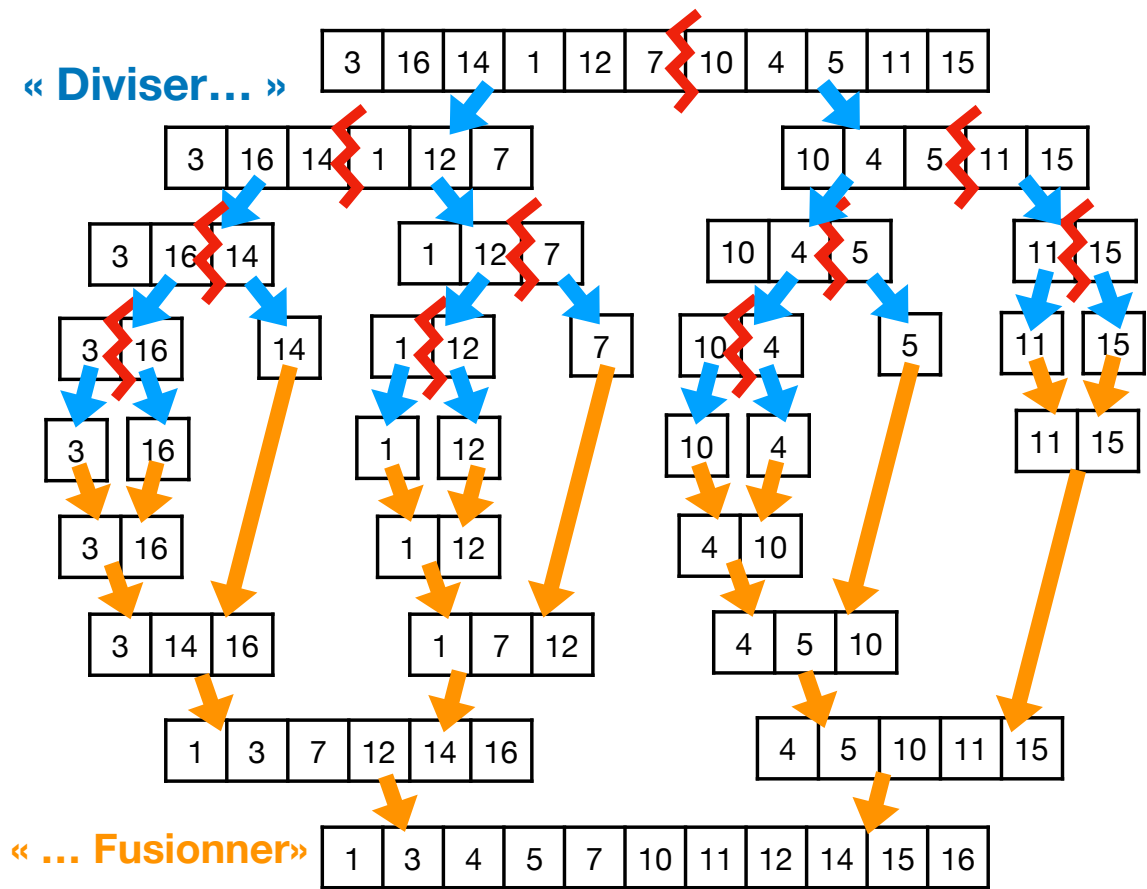 3 16 14 1 12 7 10 4 5 11 15
« Diviser... »
3 16 14 1 12 7 10 4 5 11 15
3 16 14 1 12 7 10 4 5 11 15
3 16 14 1 12 7 10 4 5 11 15
3 16 1 12 10 4 11 15
3 16 1 12 4 10
3 14 16 1 7 12 4 5 10
1 3 7 12 14 16 4 5 10 11 15
« ... Fusionner»
1 3 4 5 7 10 11 12 14 15 16